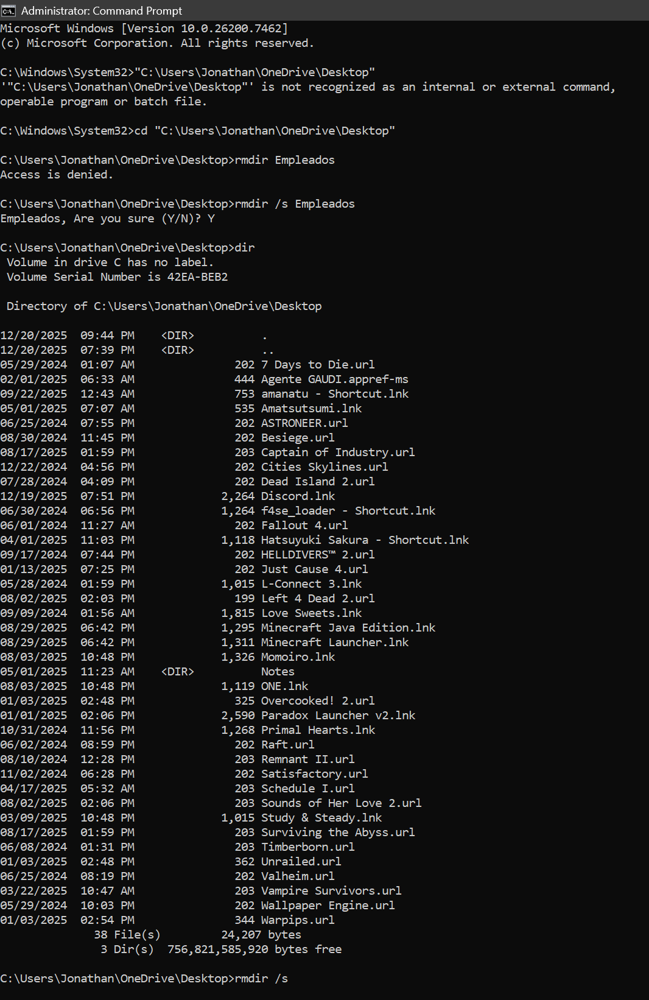 Administrator: Command Prompt
Microsoft Windows [Version 10.0.26200.7462]
(c) Microsoft Corporation. All rights reserved.
C:\Windows\System32>"C:\Users\Jonathan\OneDrive\Desktop"
'"C:\Users\Jonathan\OneDrive\Desktop"' is not recognized as an internal or external command,
operable program or batch file.
C:\Windows\System32>cd "C:\Users\Jonathan\OneDrive\Desktop"
C:\Users\Jonathan\OneDrive\Desktop>rmdir Empleados
Access is denied.
C:\Users\Jonathan\OneDrive\Desktop>rmdir /s Empleados
Empleados, Are you sure (Y/N)? Y
C:\Users\Jonathan\OneDrive\Desktop>dir
 Volume in drive C has no label.
 Volume Serial Number is 42EA-BEB2
 Directory of C:\Users\Jonathan\OneDrive\Desktop
12/20/2025  09:44 PM    <DIR>          .
12/20/2025  07:39 PM    <DIR>          ..
05/29/2024  01:07 AM               202 7 Days to Die.url
02/01/2025  06:33 AM               444 Agente GAUDI.appref-ms
09/22/2025  12:43 AM               753 amanatu - Shortcut.lnk
05/01/2025  07:07 AM               535 Amatsutsumi.lnk
06/25/2024  07:55 PM               202 ASTRONEER.url
08/30/2024  11:45 PM               202 Besiege.url
08/17/2025  01:59 PM               203 Captain of Industry.url
12/22/2024  04:56 PM               202 Cities Skylines.url
07/28/2024  04:09 PM               202 Dead Island 2.url
12/19/2025  07:51 PM             2,264 Discord.lnk
06/30/2024  06:56 PM             1,264 f4se_loader - Shortcut.lnk
06/01/2024  11:27 AM               202 Fallout 4.url
04/01/2025  11:03 PM             1,118 Hatsuyuki Sakura - Shortcut.lnk
09/17/2024  07:44 PM               202 HELLDIVERS™ 2.url
01/13/2025  07:25 PM               202 Just Cause 4.url
05/28/2024  01:59 PM             1,015 L-Connect 3.lnk
08/02/2025  02:03 PM               199 Left 4 Dead 2.url
09/09/2024  01:56 AM             1,815 Love Sweets.lnk
08/29/2025  06:42 PM             1,295 Minecraft Java Edition.lnk
08/29/2025  06:42 PM             1,311 Minecraft Launcher.lnk
08/03/2025  10:48 PM             1,326 Momoiro.lnk
05/01/2025  11:23 AM    <DIR>          Notes
08/03/2025  10:48 PM             1,119 ONE.lnk
01/03/2025  02:48 PM               325 Overcooked! 2.url
01/01/2025  02:06 PM             2,590 Paradox Launcher v2.lnk
10/31/2024  11:56 PM             1,268 Primal Hearts.lnk
06/02/2024  08:59 PM               202 Raft.url
08/10/2024  12:28 PM               203 Remnant II.url
11/02/2024  06:28 PM               202 Satisfactory.url
04/17/2025  05:32 AM               203 Schedule I.url
08/02/2025  02:06 PM               203 Sounds of Her Love 2.url
03/09/2025  10:48 PM             1,015 Study & Steady.lnk
08/17/2025  01:59 PM               203 Surviving the Abyss.url
06/08/2024  01:31 PM               203 Timberborn.url
01/03/2025  02:48 PM               362 Unrailed.url
06/25/2024  08:19 PM               202 Valheim.url
03/22/2025  10:47 AM               203 Vampire Survivors.url
05/29/2024  10:03 PM               202 Wallpaper Engine.url
01/03/2025  02:54 PM               344 Warpips.url
              38 File(s)         24,207 bytes
               3 Dir(s)  756,821,585,920 bytes free
C:\Users\Jonathan\OneDrive\Desktop>rmdir /s